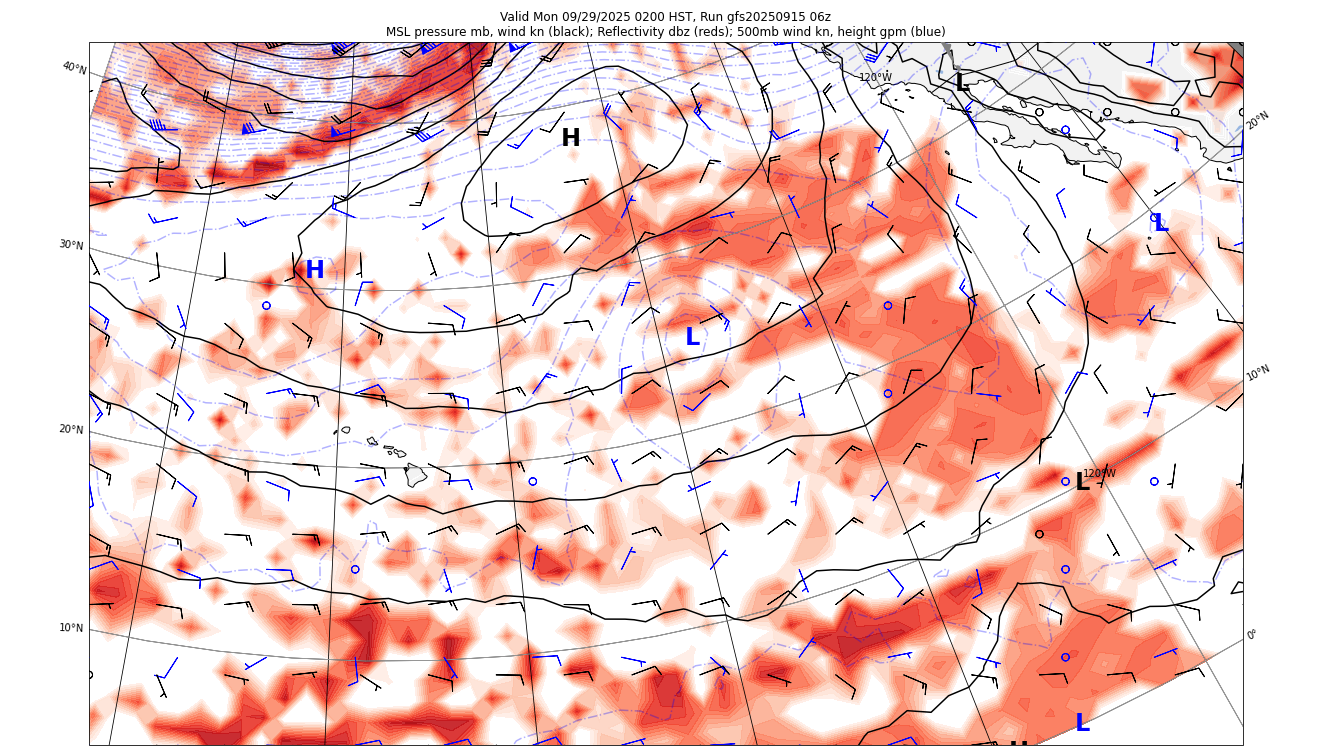 Valid Mon 09/29/2025 0200 HST, Run gfs20250915 06z
MSL pressure mb, wind kn (black); Reflectivity dbz (reds); 500mb wind kn, height gpm (blue)
40°N
120°W
L
20°N
H
L
30°N
H
L
10°N
20°N
120°W
L
10°N
0°
L
H